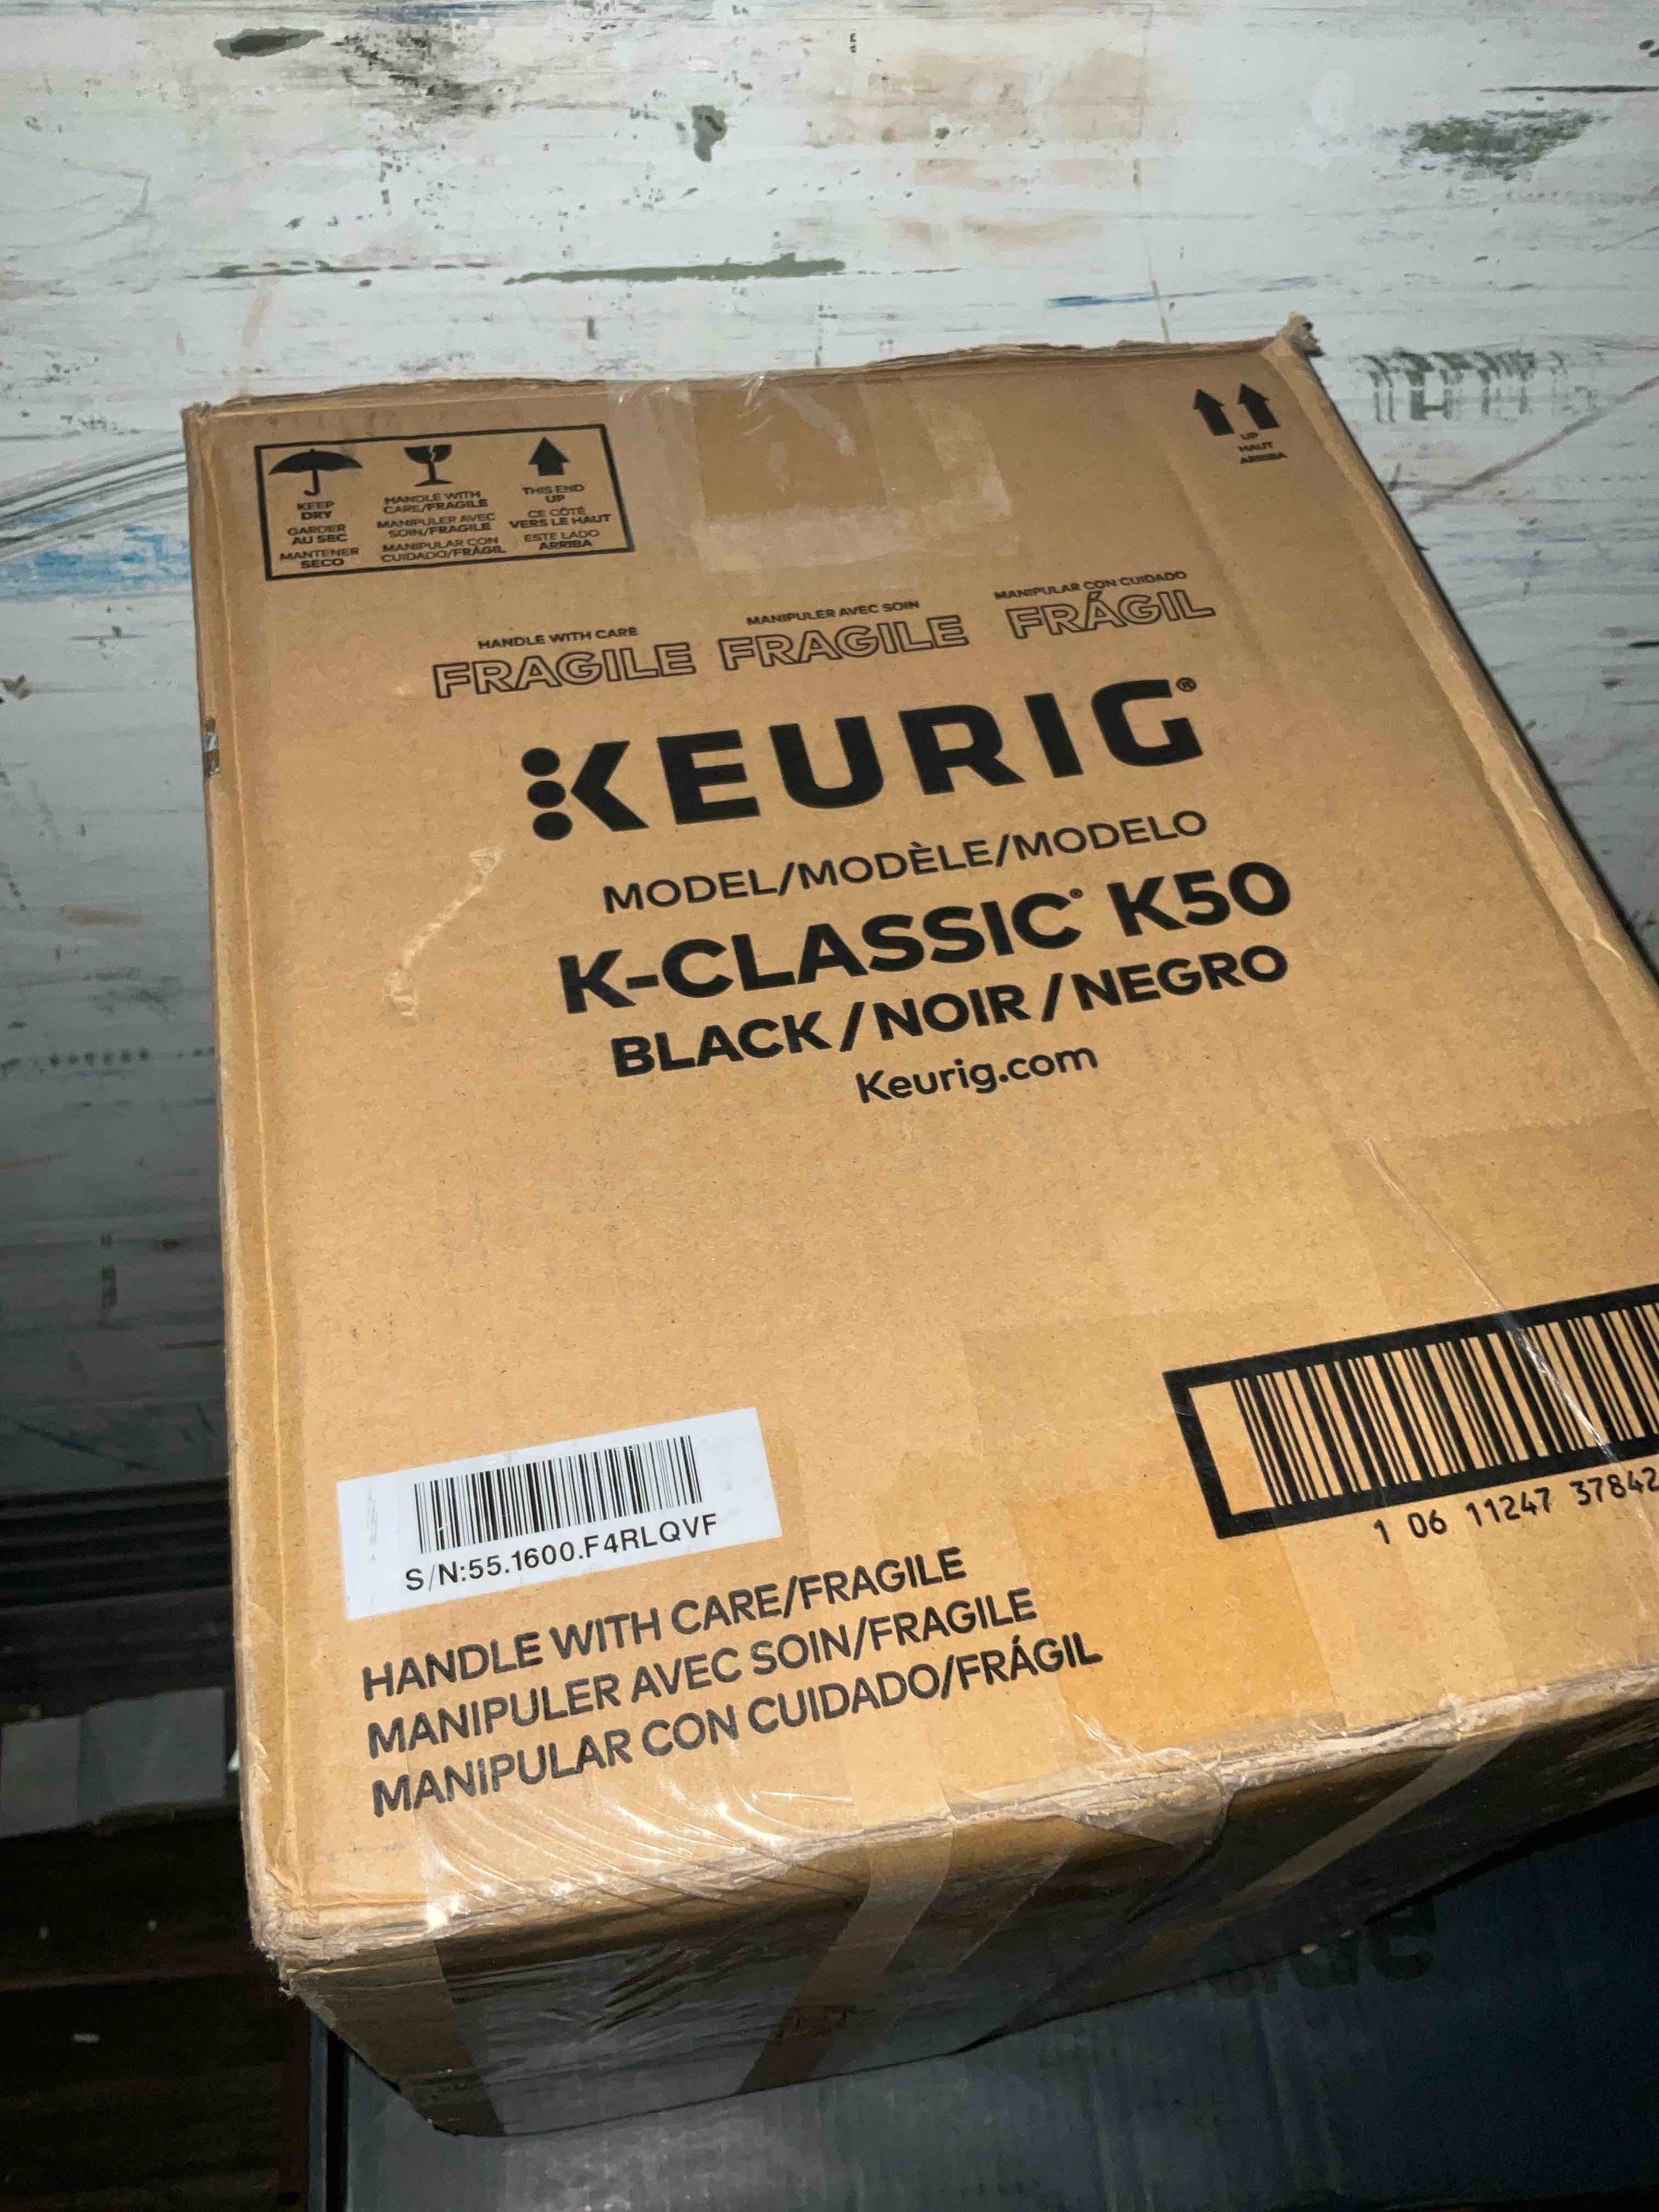 KEEP
DRY
GARDER
AU SEC
MANTENER
SECO
HANDLE WITH
CARE/FRAGILE
MANIPULER AVEC
SOIN/FRAGILE
MANIPULAR CON
CUIDADO/FRÁGIL
THIS END
UP
CE CÔTÉ
VERS LE HAUT
ESTE LADO
ARRIBA
UP
HAUT
ARRIBA
HANDLE WITH CARE
FRAGILE
MANIPULER AVEC SOIN
FRAGILE
MANIPULAR CON CUIDADO
FRÁGIL
KEURIG®
MODEL/MODÈLE/MODELO
K-CLASSIC® K50
BLACK/NOIR/NEGRO
Keurig.com
S/N:55.1600.F4RLQVF
1 06 11247 37842
HANDLE WITH CARE/FRAGILE
MANIPULER AVEC SOIN/FRAGILE
MANIPULAR CON CUIDADO/FRÁGIL